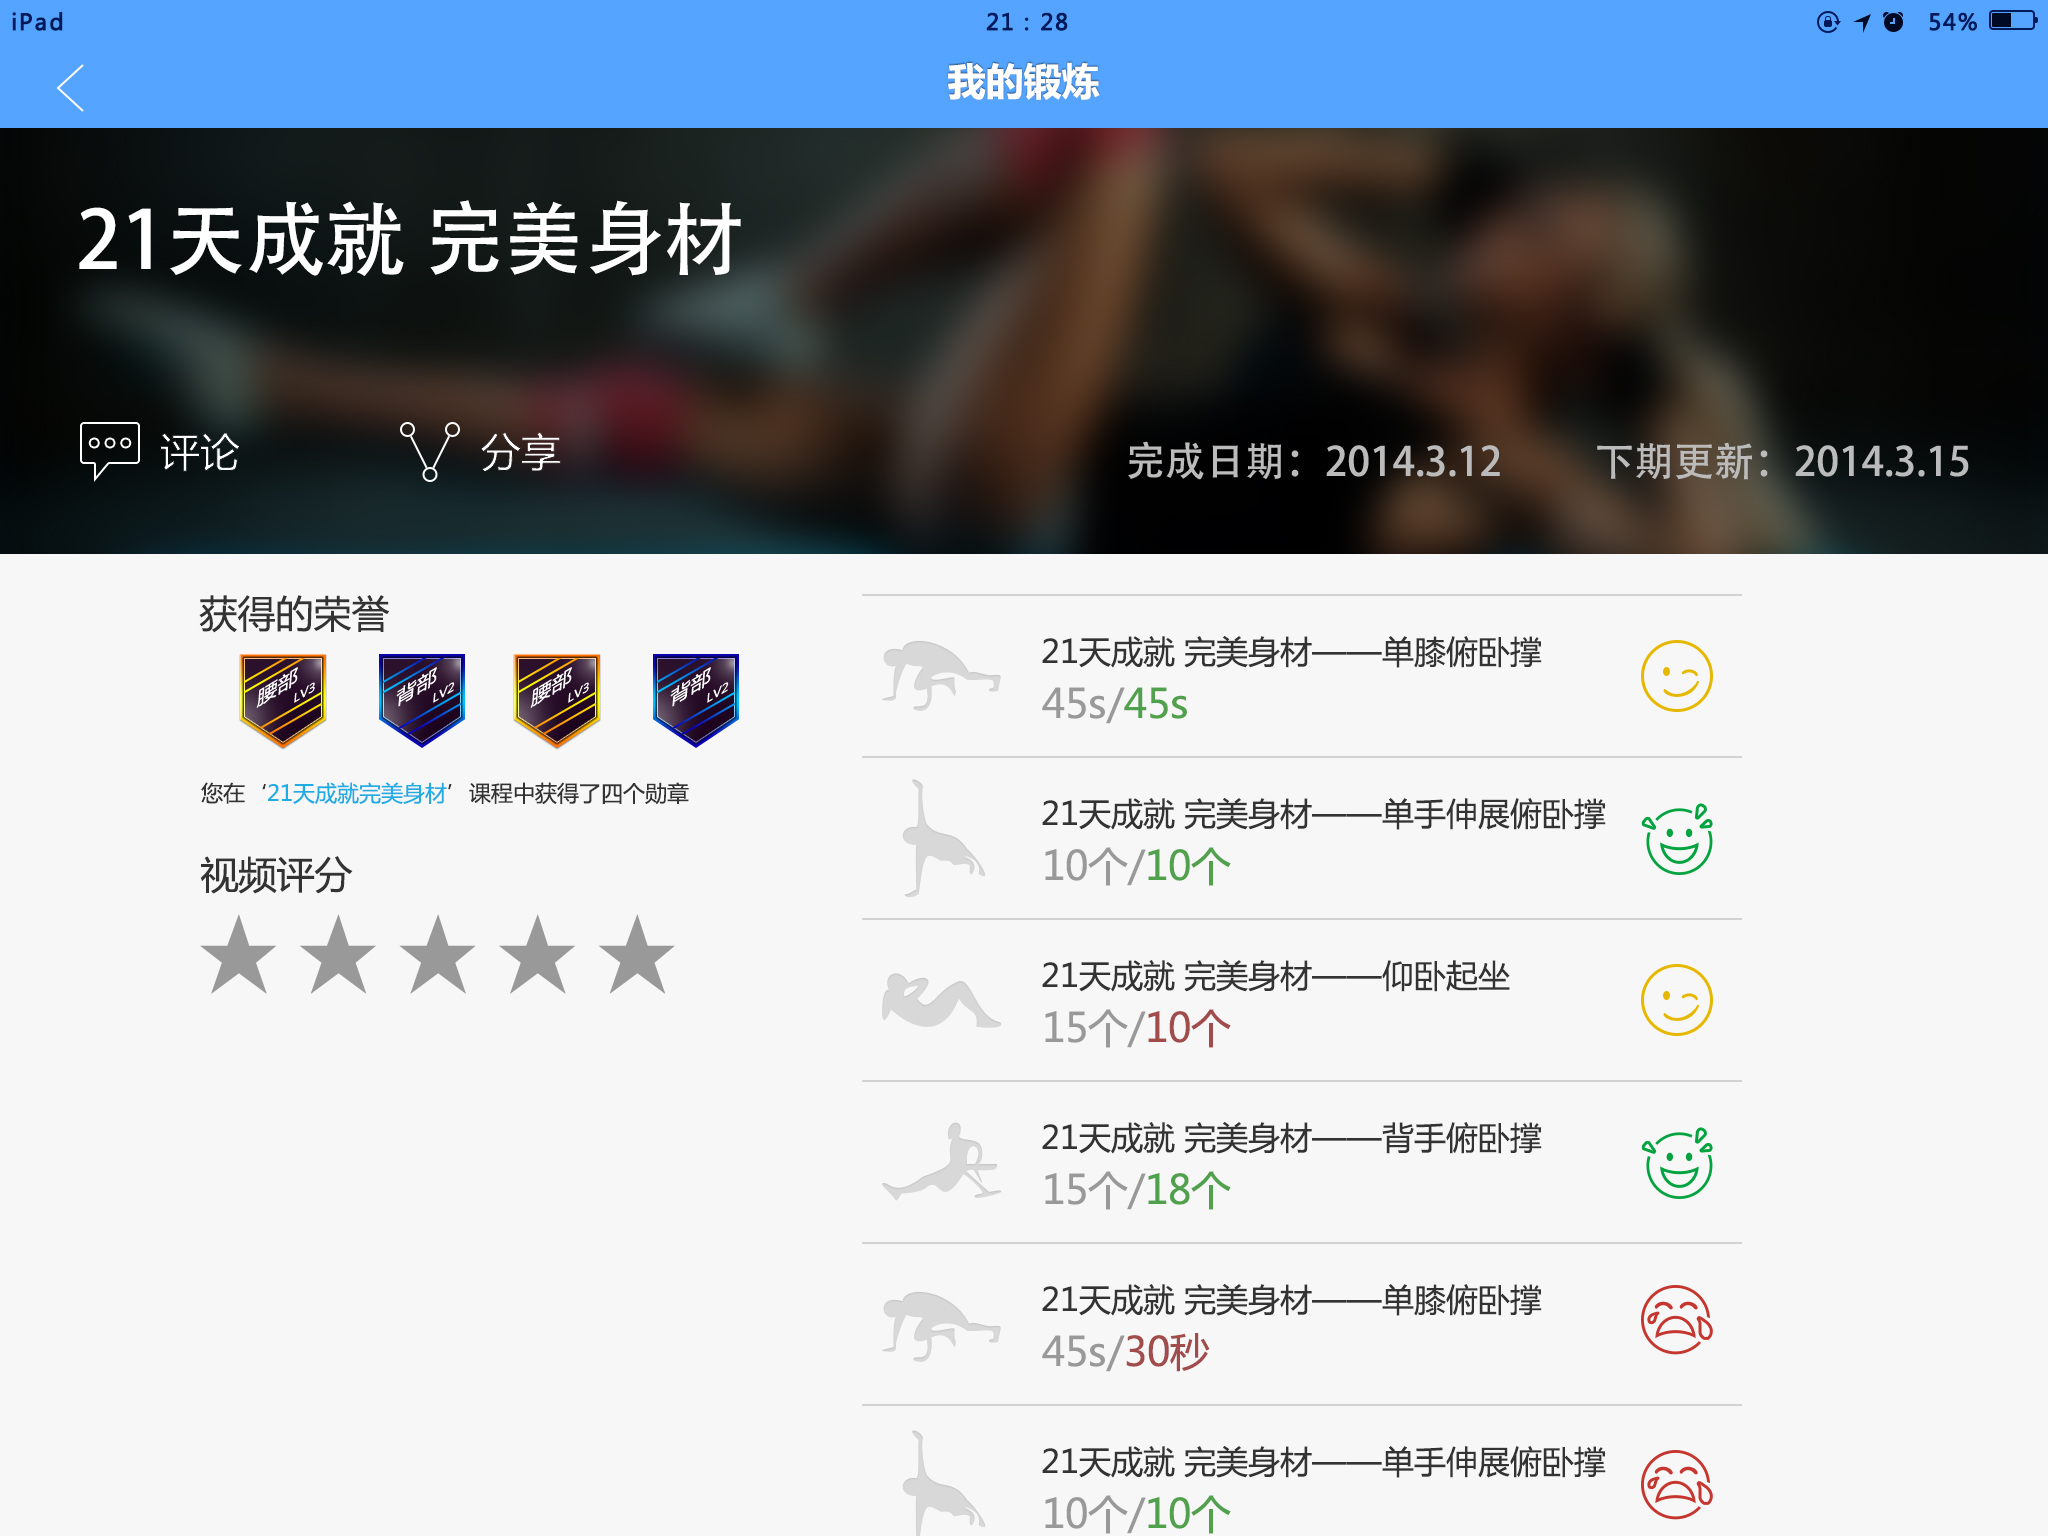 iPad
21 : 28
54%
我的锻炼
21天成就 完美身材
评论
分享
完成日期：2014.3.12
下期更新：2014.3.15
获得的荣誉
腰部 LV3
背部 LV2
腰部 LV3
背部 LV2
您在 ‘21天成就完美身材’ 课程中获得了四个勋章
视频评分
21天成就 完美身材——单膝俯卧撑
45s/45s
21天成就 完美身材——单手伸展俯卧撑
10个/10个
21天成就 完美身材——仰卧起坐
15个/10个
21天成就 完美身材——背手俯卧撑
15个/18个
21天成就 完美身材——单膝俯卧撑
45s/30秒
21天成就 完美身材——单手伸展俯卧撑
10个/10个